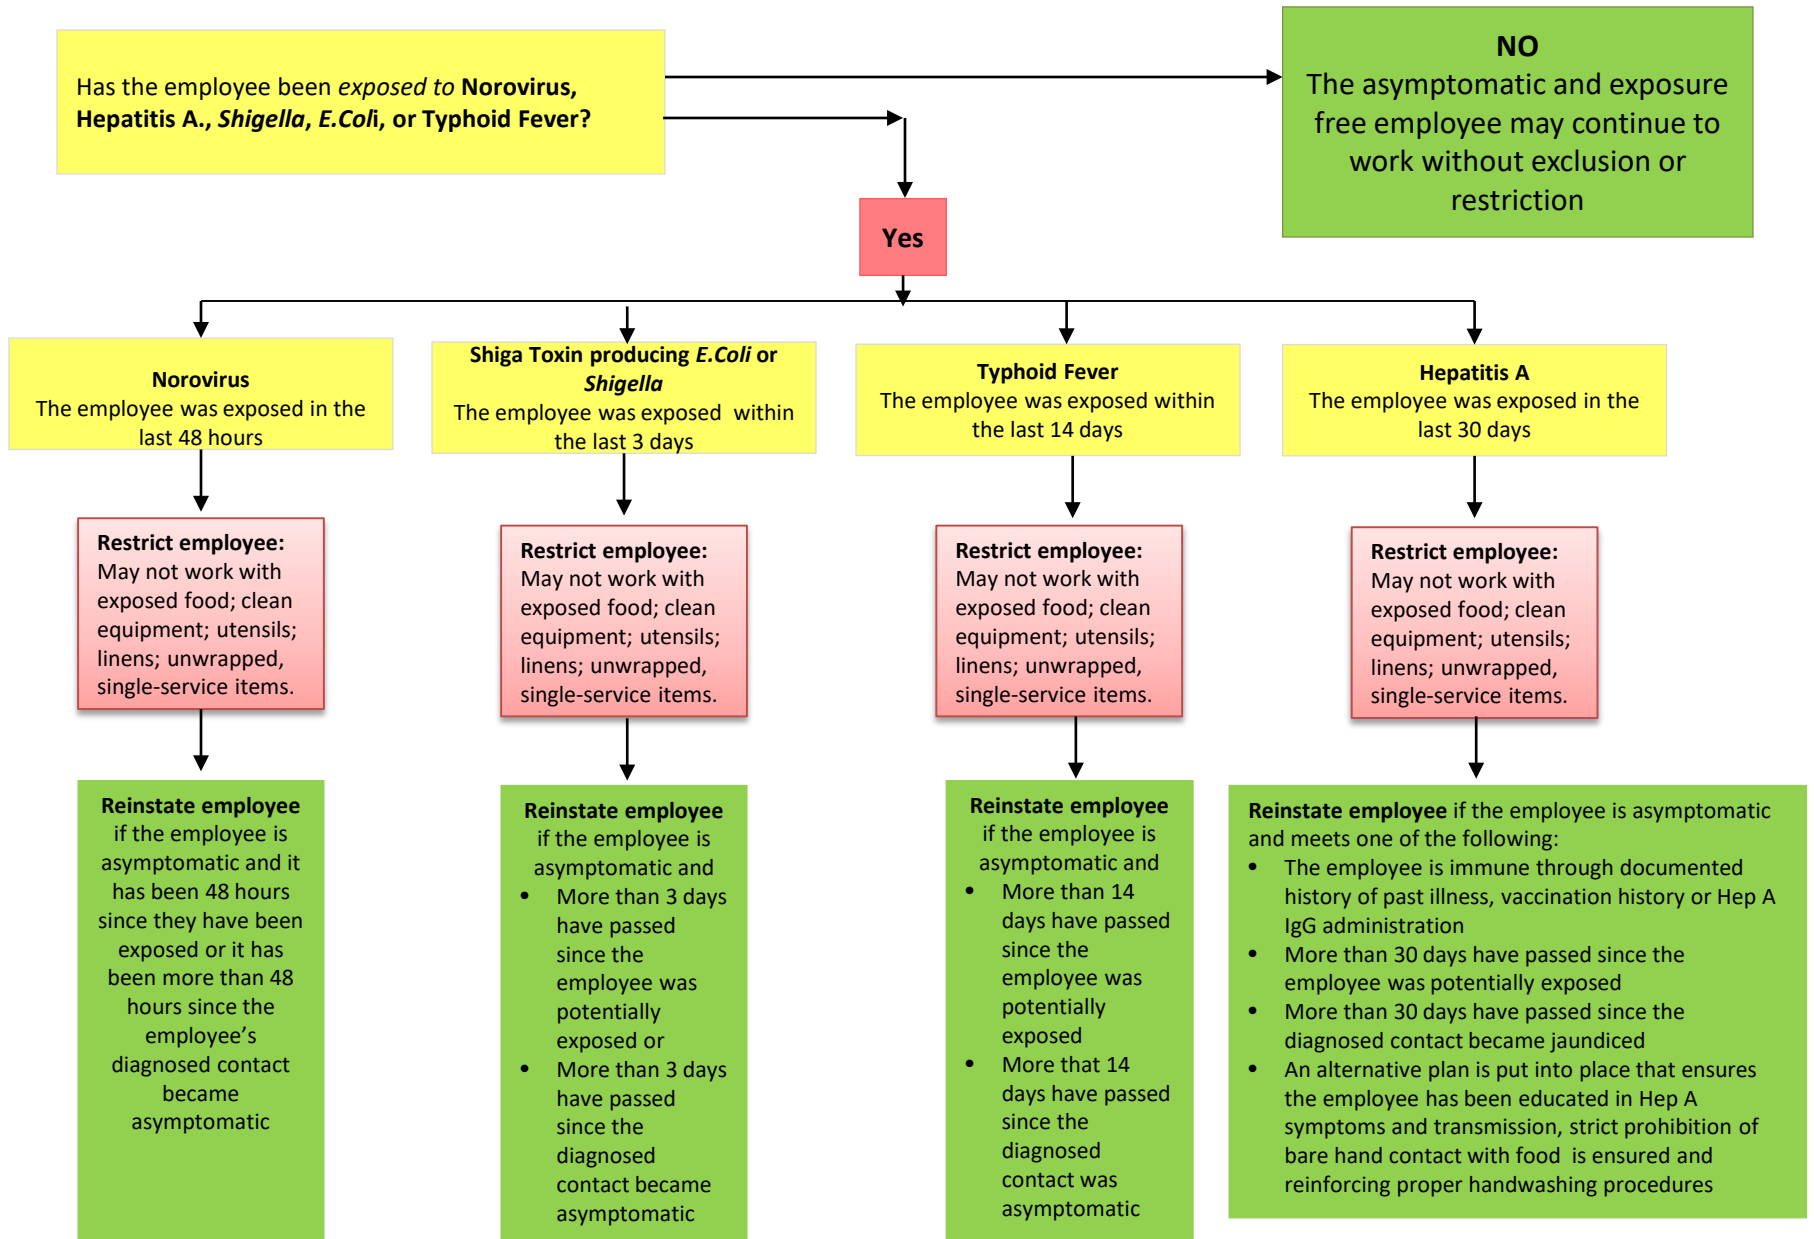 Has the employee been exposed to Norovirus,
Hepatitis A., Shigella, E.Coli, or Typhoid Fever?
NO
The asymptomatic and exposure
free employee may continue to
work without exclusion or
restriction
Yes
Norovirus
The employee was exposed in the
last 48 hours
Shiga Toxin producing E.Coli or
Shigella
The employee was exposed within
the last 3 days
Typhoid Fever
The employee was exposed within
the last 14 days
Hepatitis A
The employee was exposed in the
last 30 days
Restrict employee:
May not work with
exposed food; clean
equipment; utensils;
linens; unwrapped,
single-service items.
Restrict employee:
May not work with
exposed food; clean
equipment; utensils;
linens; unwrapped,
single-service items.
Restrict employee:
May not work with
exposed food; clean
equipment; utensils;
linens; unwrapped,
single-service items.
Restrict employee:
May not work with
exposed food; clean
equipment; utensils;
linens; unwrapped,
single-service items.
Reinstate employee
if the employee is
asymptomatic and it
has been 48 hours
since they have been
exposed or it has
been more than 48
hours since the
employee’s
diagnosed contact
became
asymptomatic
Reinstate employee
if the employee is
asymptomatic and
• More than 3 days
have passed
since the
employee was
potentially
exposed or
• More than 3 days
have passed
since the
diagnosed
contact became
asymptomatic
Reinstate employee
if the employee is
asymptomatic and
• More than 14
days have passed
since the
employee was
potentially
exposed
• More that 14
days have passed
since the
diagnosed
contact was
asymptomatic
Reinstate employee if the employee is asymptomatic
and meets one of the following:
• The employee is immune through documented
history of past illness, vaccination history or Hep A
IgG administration
• More than 30 days have passed since the
employee was potentially exposed
• More than 30 days have passed since the
diagnosed contact became jaundiced
• An alternative plan is put into place that ensures
the employee has been educated in Hep A
symptoms and transmission, strict prohibition of
bare hand contact with food is ensured and
reinforcing proper handwashing procedures